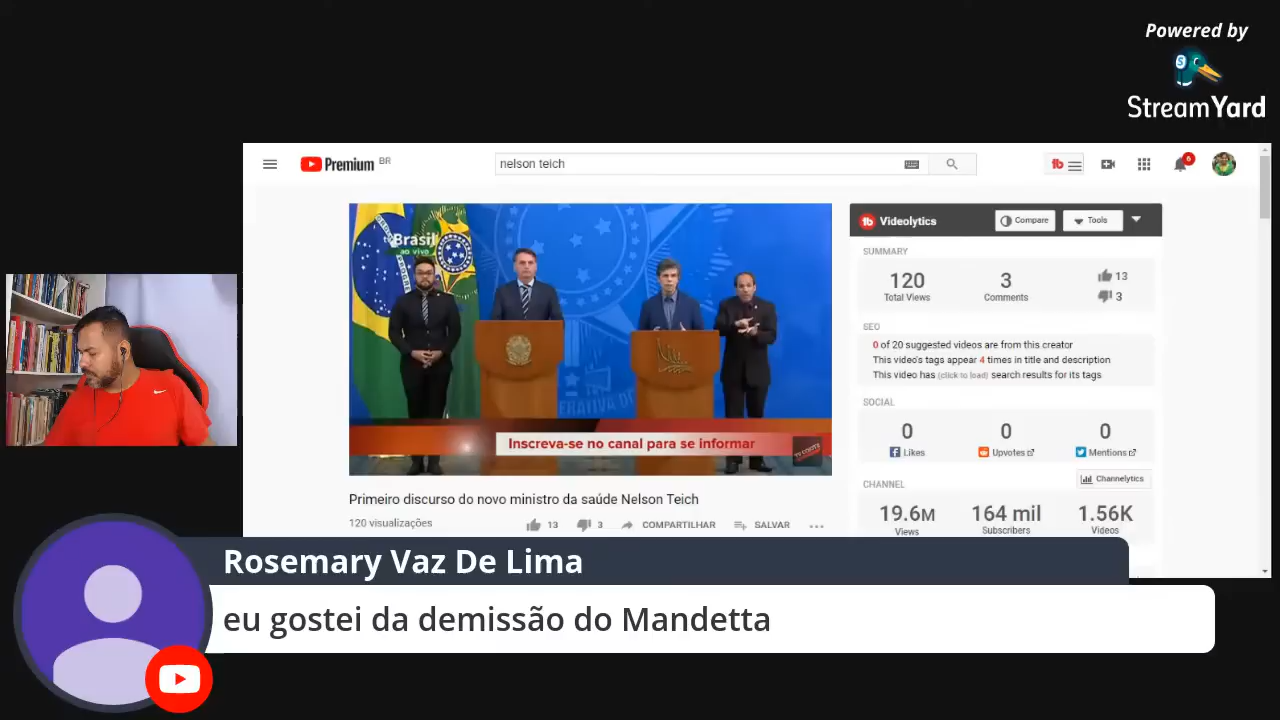 Powered by
StreamYard
Premium BR
nelson teich
6
Brasil
ao vivo
Inscreva-se no canal para se informar
Primeiro discurso do novo ministro da saúde Nelson Teich
120 visualizações
13
3
COMPARTILHAR
SALVAR
Videolytics
Compare
Tools
SUMMARY
120
Total Views
3
Comments
13
3
SEO
0 of 20 suggested videos are from this creator
This video's tags appear 4 times in title and description
This video has (click to load) search results for its tags
SOCIAL
0
Likes
0
Upvotes
0
Mentions
Channelytics
CHANNEL
19.6M
Views
164 mil
Subscribers
1.56K
Videos
Rosemary Vaz De Lima
eu gostei da demissão do Mandetta